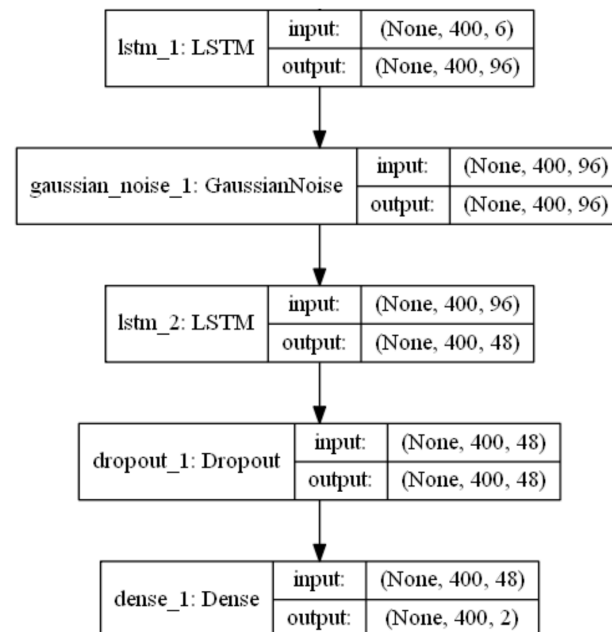 lstm_1: LSTM
input: (None, 400, 6)
output: (None, 400, 96)
gaussian_noise_1: GaussianNoise
input: (None, 400, 96)
output: (None, 400, 96)
lstm_2: LSTM
input: (None, 400, 96)
output: (None, 400, 48)
dropout_1: Dropout
input: (None, 400, 48)
output: (None, 400, 48)
dense_1: Dense
input: (None, 400, 48)
output: (None, 400, 2)